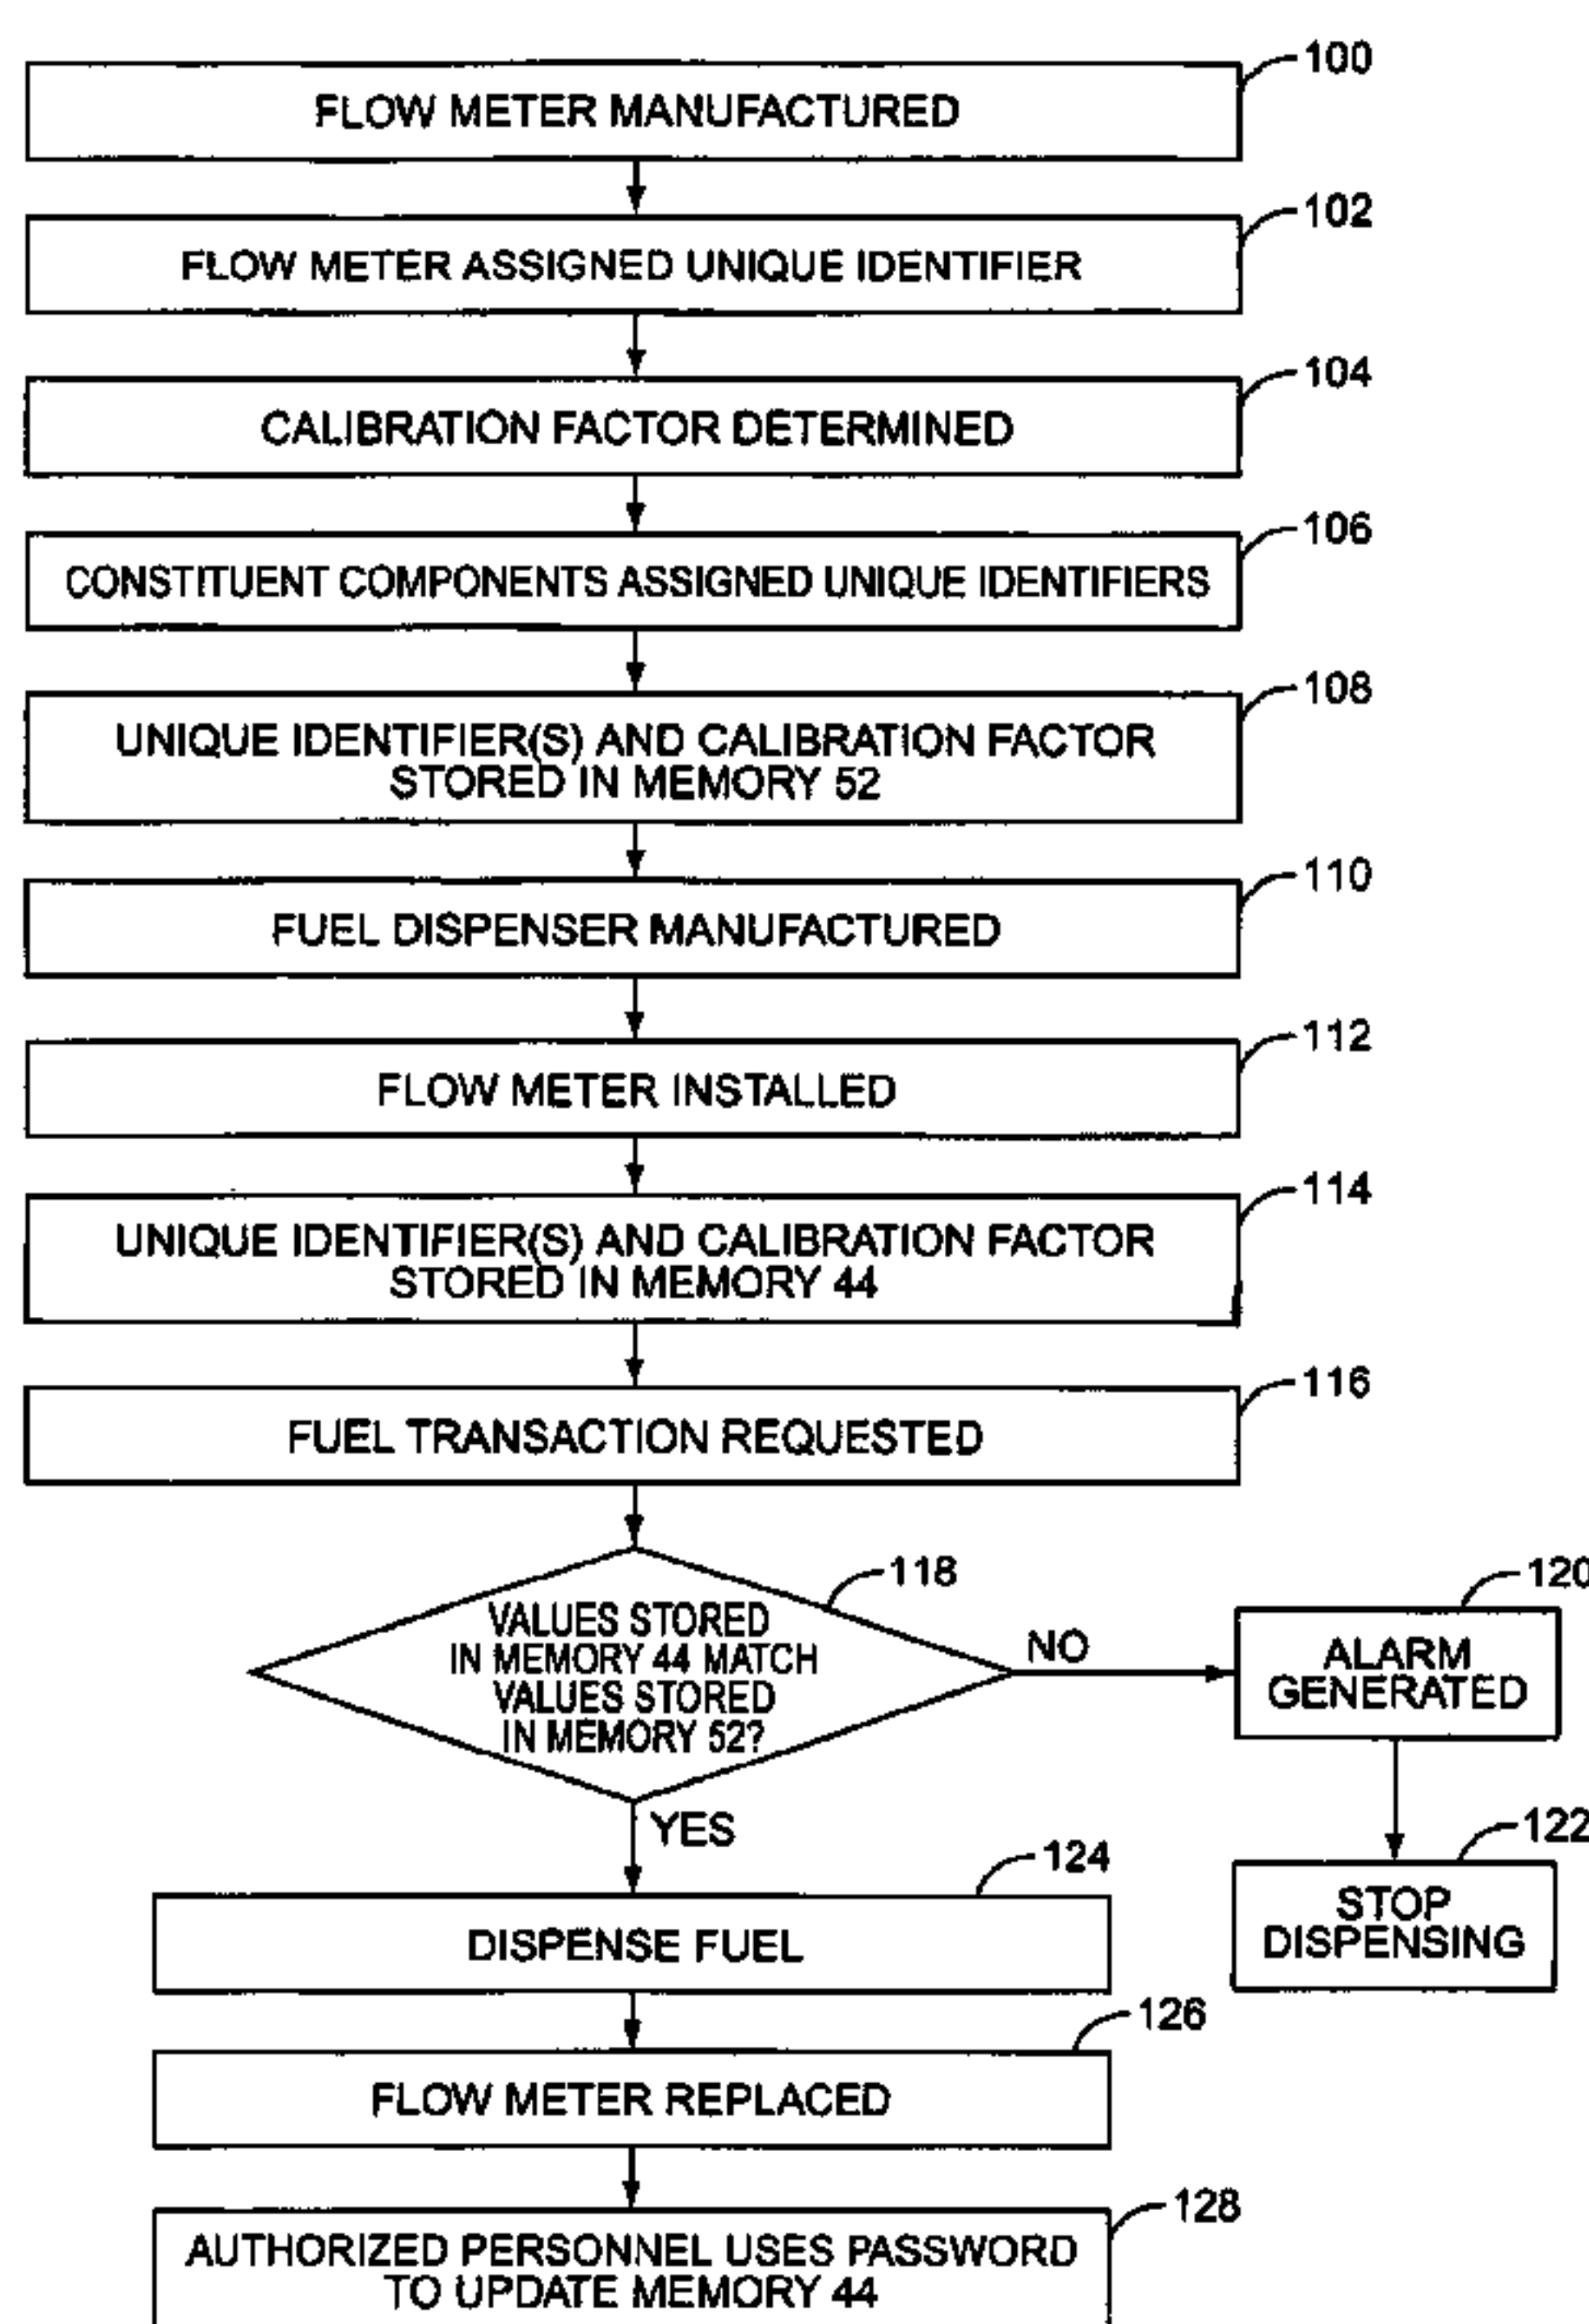 100
FLOW METER MANUFACTURED
102
FLOW METER ASSIGNED UNIQUE IDENTIFIER
104
CALIBRATION FACTOR DETERMINED
106
CONSTITUENT COMPONENTS ASSIGNED UNIQUE IDENTIFIERS
108
UNIQUE IDENTIFIER(S) AND CALIBRATION FACTOR
STORED IN MEMORY 52
110
FUEL DISPENSER MANUFACTURED
112
FLOW METER INSTALLED
114
UNIQUE IDENTIFIER(S) AND CALIBRATION FACTOR
STORED IN MEMORY 44
116
FUEL TRANSACTION REQUESTED
118
VALUES STORED
IN MEMORY 44 MATCH
VALUES STORED
IN MEMORY 52?
NO
120
ALARM
GENERATED
122
STOP
DISPENSING
YES
124
DISPENSE FUEL
126
FLOW METER REPLACED
128
AUTHORIZED PERSONNEL USES PASSWORD
TO UPDATE MEMORY 44